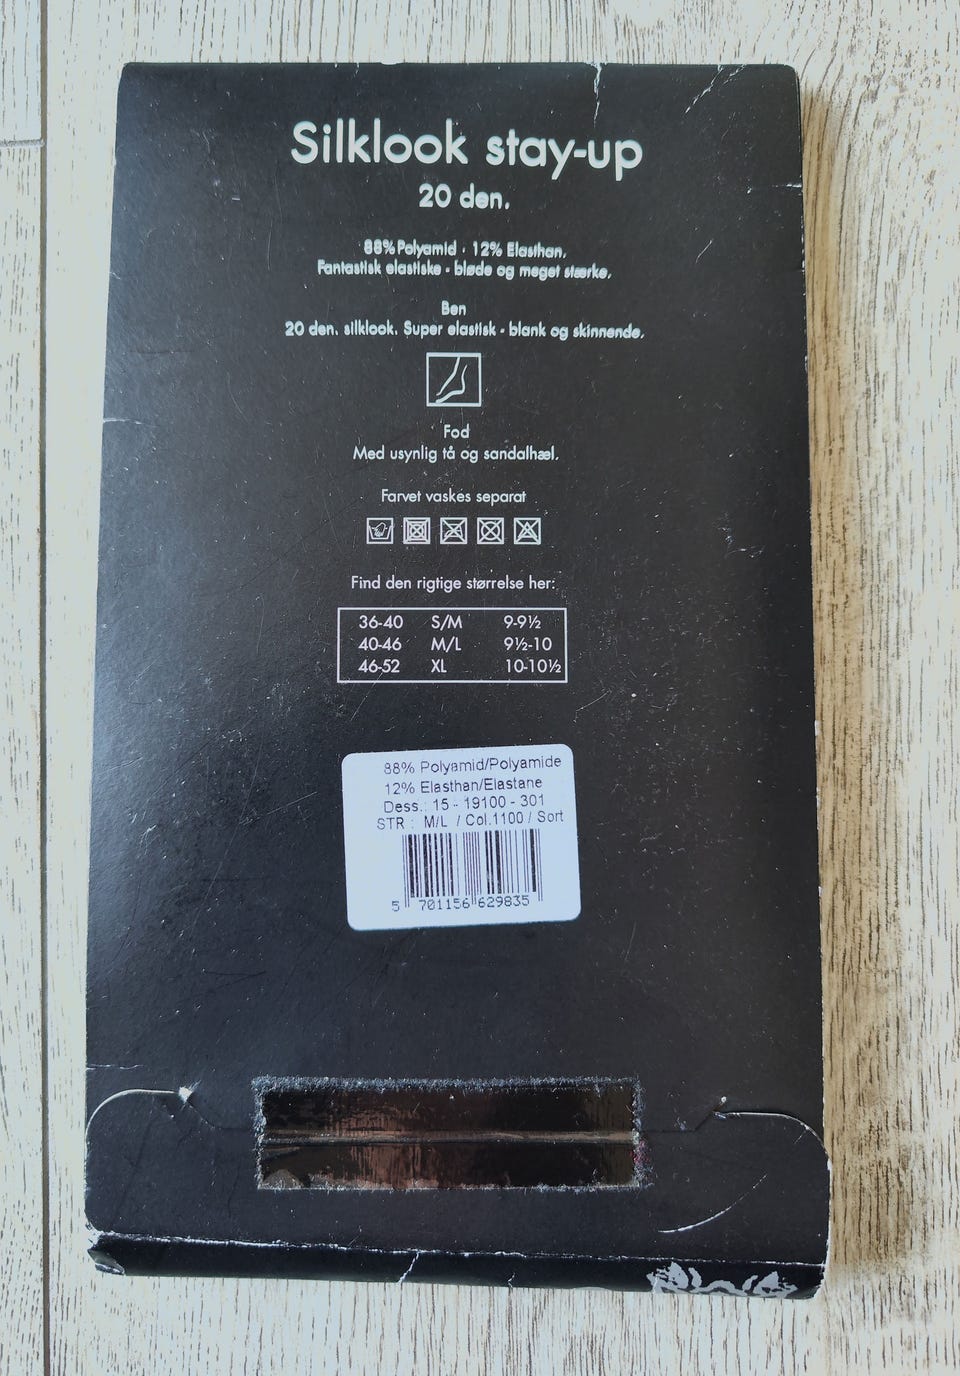 Silklook stay-up
20 den.
88% Polyamid · 12% Elasthan.
Fantastisk elastiske - bløde og meget stærke.
Ben
20 den. silklook. Super elastisk - blank og skinnende.
Fod
Med usynlig tå og sandalhæl.
Farvet vaskes separat
Find den rigtige størrelse her:
36-40 S/M 9-9½
40-46 M/L 9½-10
46-52 XL 10-10½
88% Polyamid/Polyamide
12% Elasthan/Elastane
Dess.: 15 - 19100 - 301
STR : M/L / Col.1100 / Sort
5 701156 629835